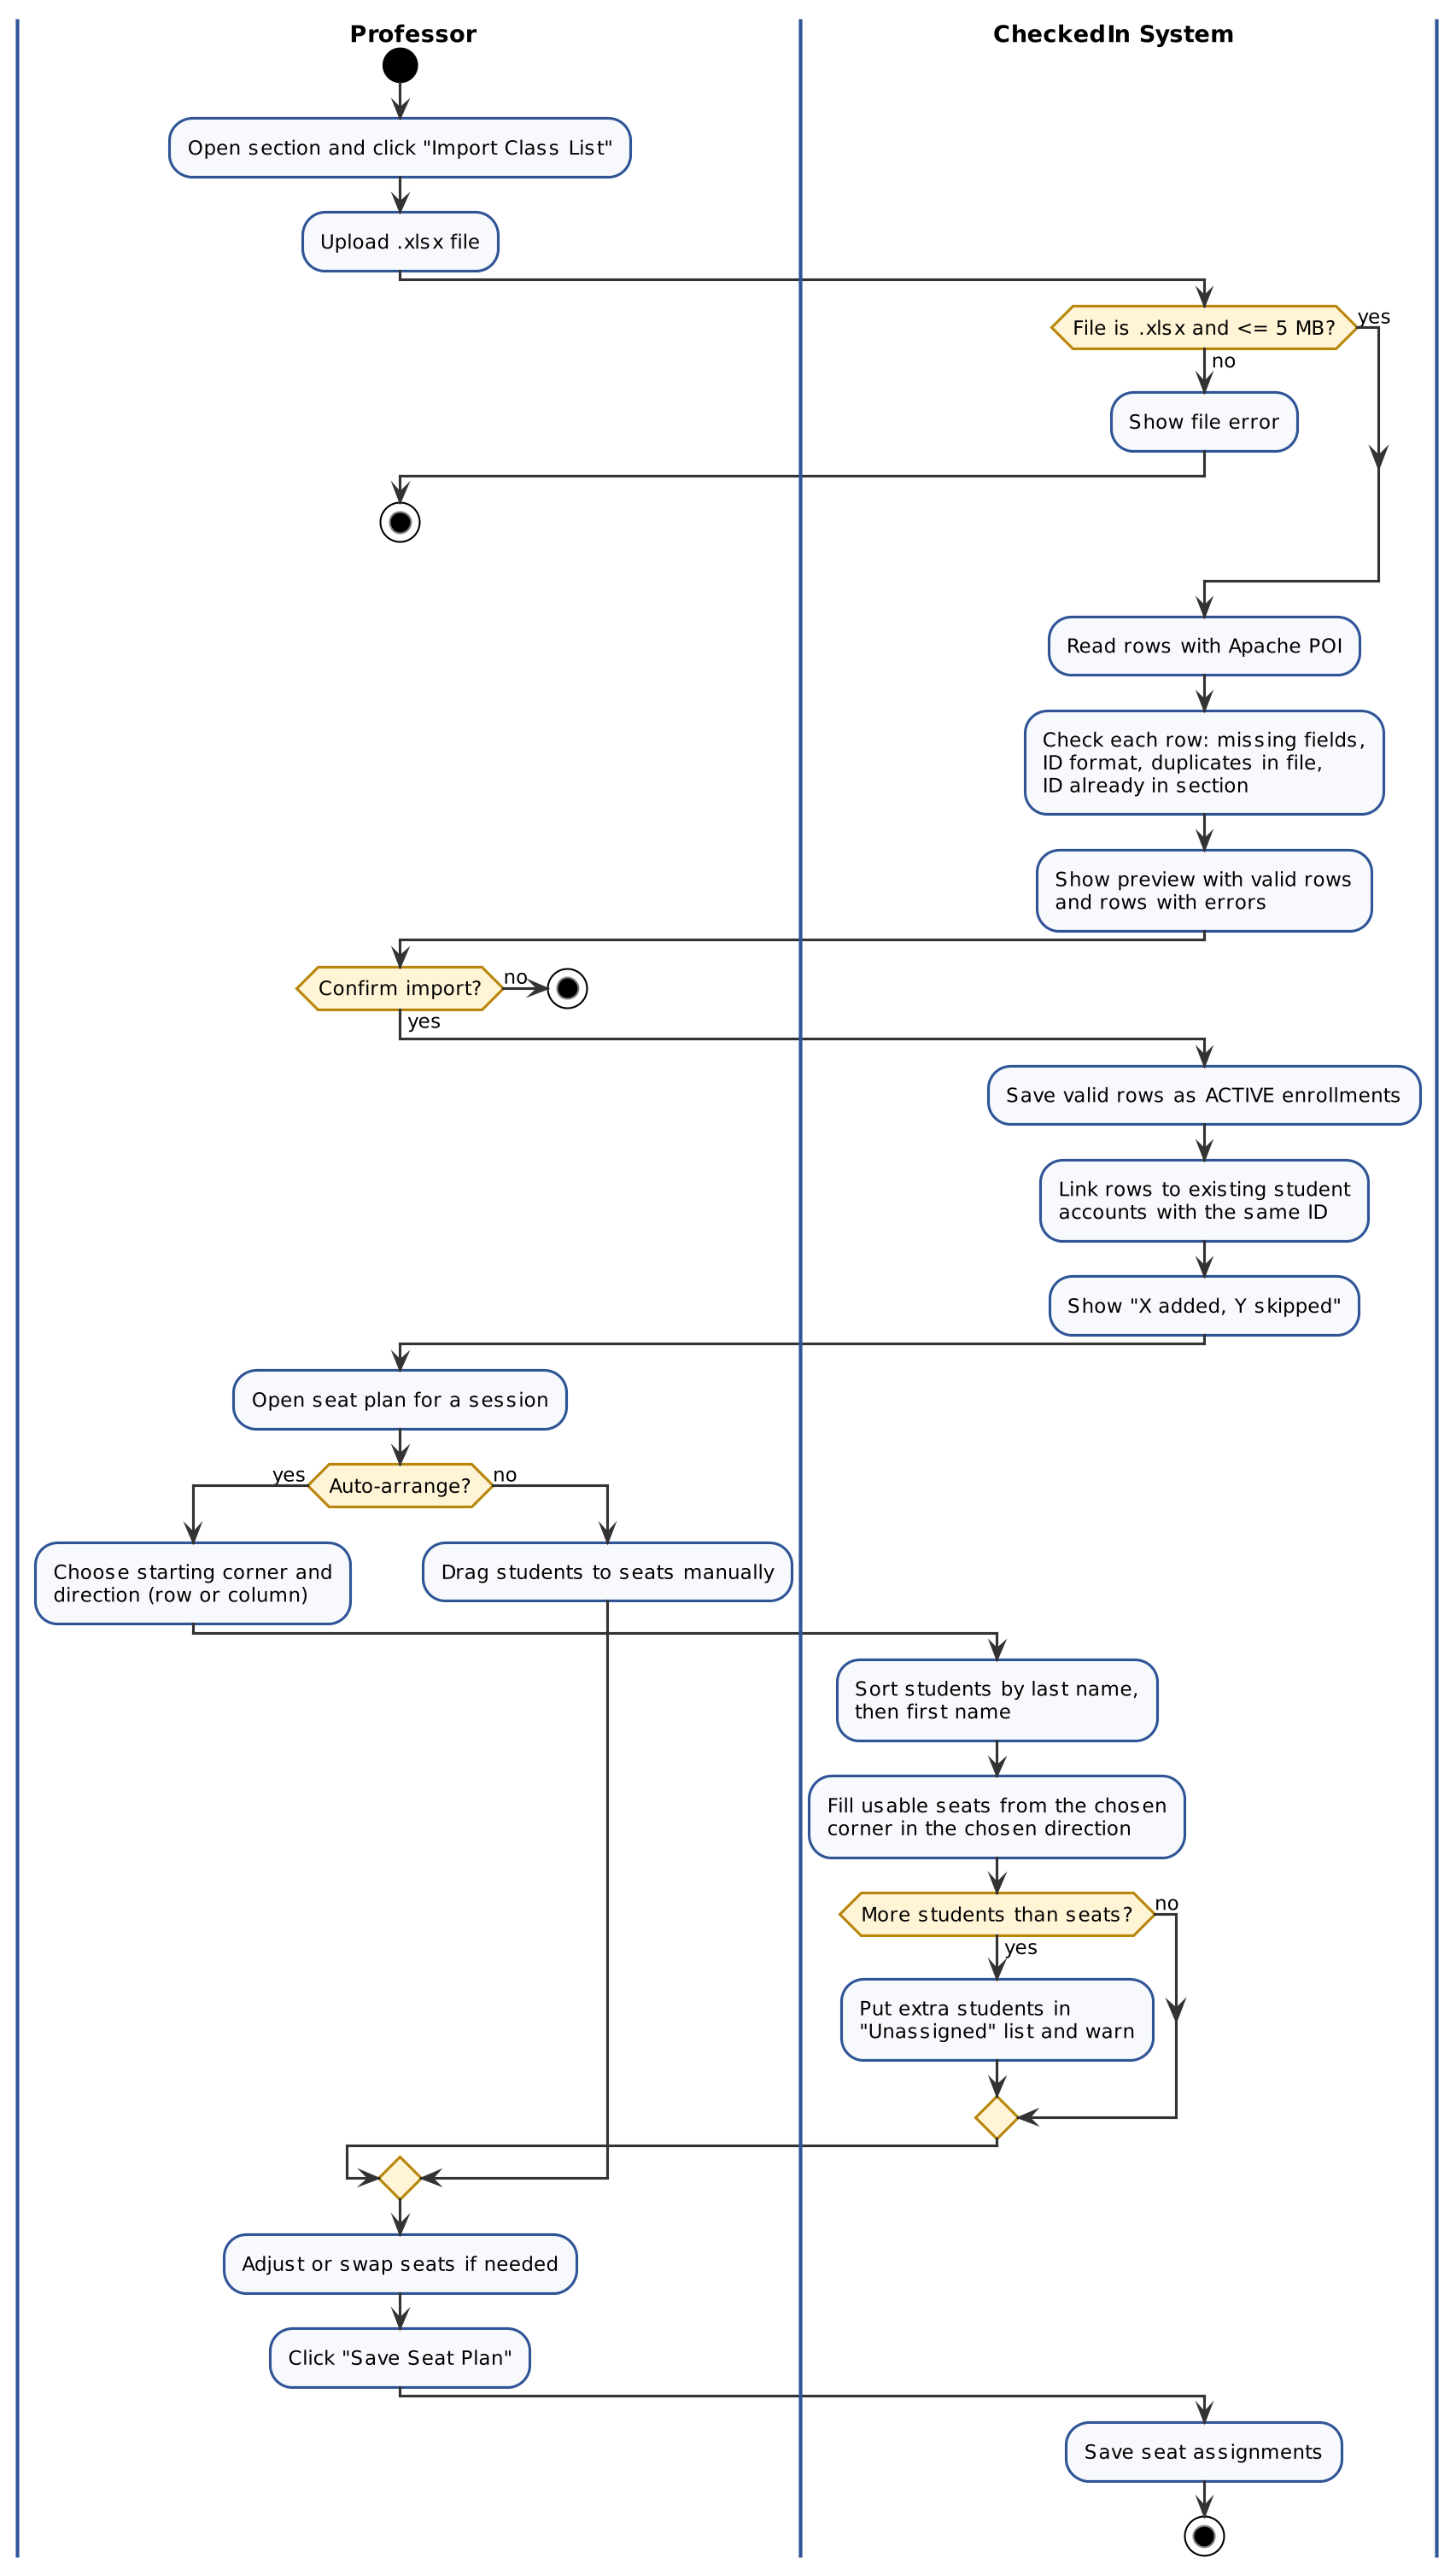 Professor
CheckedIn System
Open section and click "Import Class List"
Upload .xlsx file
File is .xlsx and <= 5 MB?
yes
no
Show file error
Read rows with Apache POI
Check each row: missing fields,
ID format, duplicates in file,
ID already in section
Show preview with valid rows
and rows with errors
Confirm import?
no
yes
Save valid rows as ACTIVE enrollments
Link rows to existing student
accounts with the same ID
Show "X added, Y skipped"
Open seat plan for a session
yes
Auto-arrange?
no
Choose starting corner and
direction (row or column)
Drag students to seats manually
Sort students by last name,
then first name
Fill usable seats from the chosen
corner in the chosen direction
More students than seats?
no
yes
Put extra students in
"Unassigned" list and warn
Adjust or swap seats if needed
Click "Save Seat Plan"
Save seat assignments